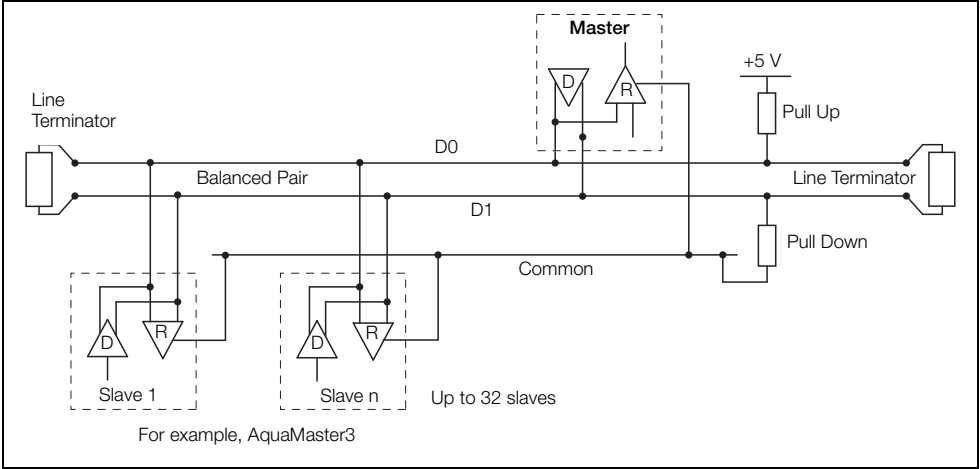 Master
D
R
+5 V
Pull Up
Line
Terminator
D0
Balanced Pair
Line Terminator
D1
Pull Down
Common
D
R
Slave 1
D
R
Slave n
Up to 32 slaves
For example, AquaMaster3